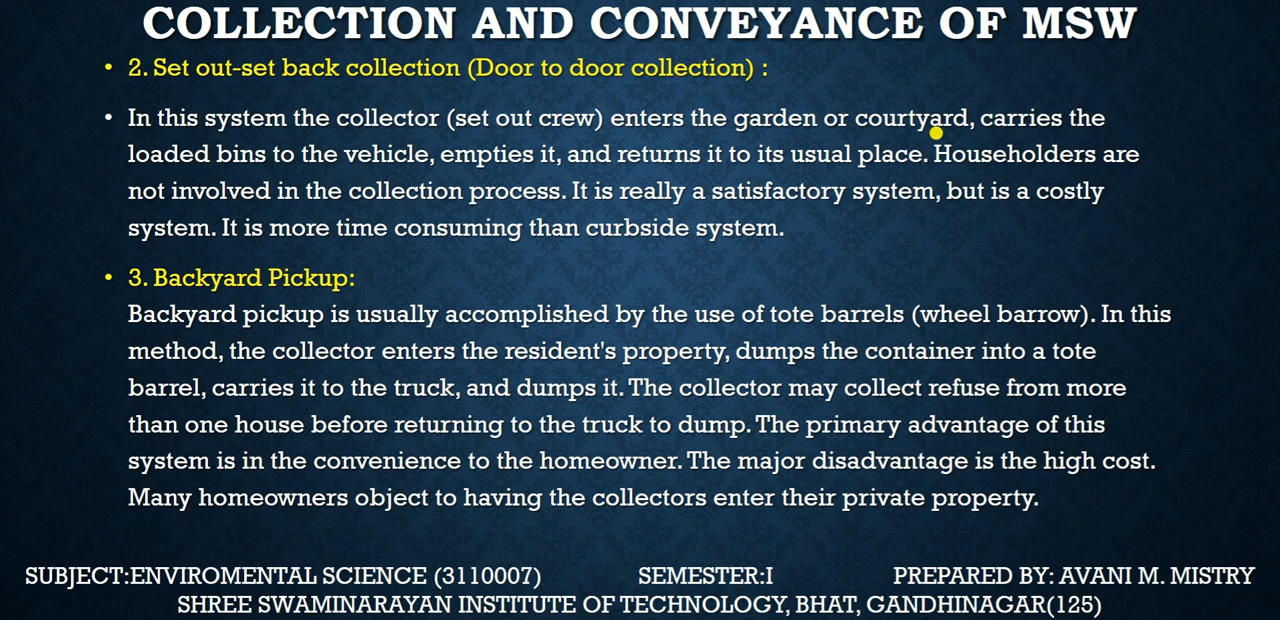 COLLECTION AND CONVEYANCE OF MSW
• 2. Set out-set back collection (Door to door collection) :
• In this system the collector (set out crew) enters the garden or courtyard, carries the
loaded bins to the vehicle, empties it, and returns it to its usual place. Householders are
not involved in the collection process. It is really a satisfactory system, but is a costly
system. It is more time consuming than curbside system.
• 3. Backyard Pickup:
Backyard pickup is usually accomplished by the use of tote barrels (wheel barrow). In this
method, the collector enters the resident's property, dumps the container into a tote
barrel, carries it to the truck, and dumps it. The collector may collect refuse from more
than one house before returning to the truck to dump. The primary advantage of this
system is in the convenience to the homeowner. The major disadvantage is the high cost.
Many homeowners object to having the collectors enter their private property.
SUBJECT:ENVIROMENTAL SCIENCE (3110007) SEMESTER:I PREPARED BY: AVANI M. MISTRY
SHREE SWAMINARAYAN INSTITUTE OF TECHNOLOGY, BHAT, GANDHINAGAR(125)